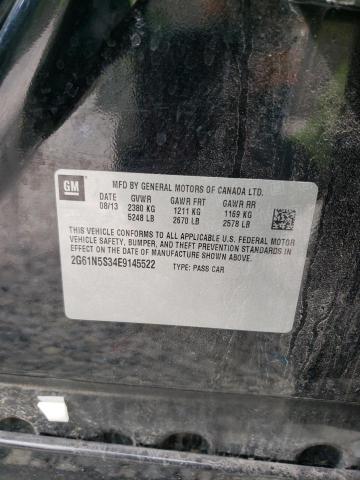 GM
MFD BY GENERAL MOTORS OF CANADA LTD.
DATE GVWR GAWR FRT GAWR RR
08/13 2380 KG 1211 KG 1169 KG
5248 LB 2670 LB 2578 LB
THIS VEHICLE CONFORMS TO ALL APPLICABLE U.S. FEDERAL MOTOR
VEHICLE SAFETY, BUMPER, AND THEFT PREVENTION STANDARDS IN
EFFECT ON THE DATE OF MANUFACTURE SHOWN ABOVE.
2G61N5S34E9145522 TYPE: PASS CAR